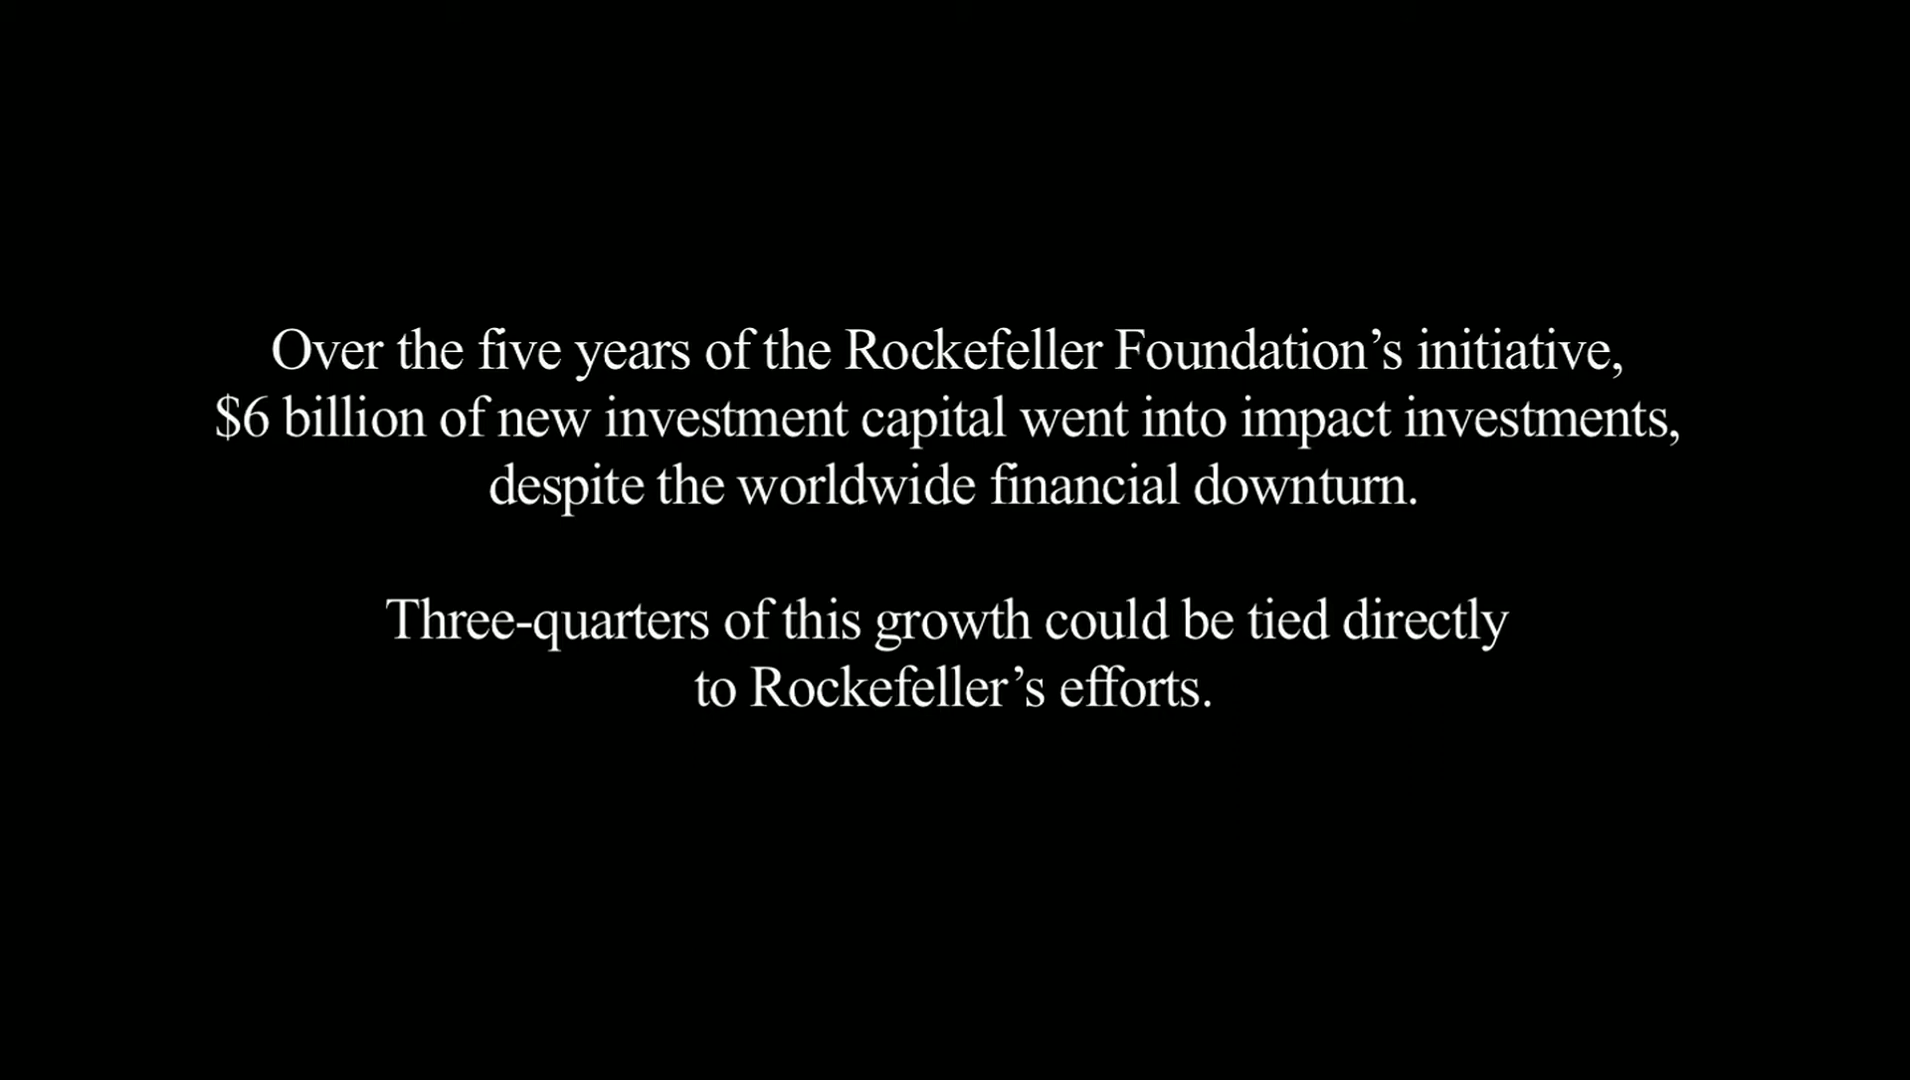 Over the five years of the Rockefeller Foundation’s initiative,
$6 billion of new investment capital went into impact investments,
despite the worldwide financial downturn.
Three-quarters of this growth could be tied directly
to Rockefeller’s efforts.